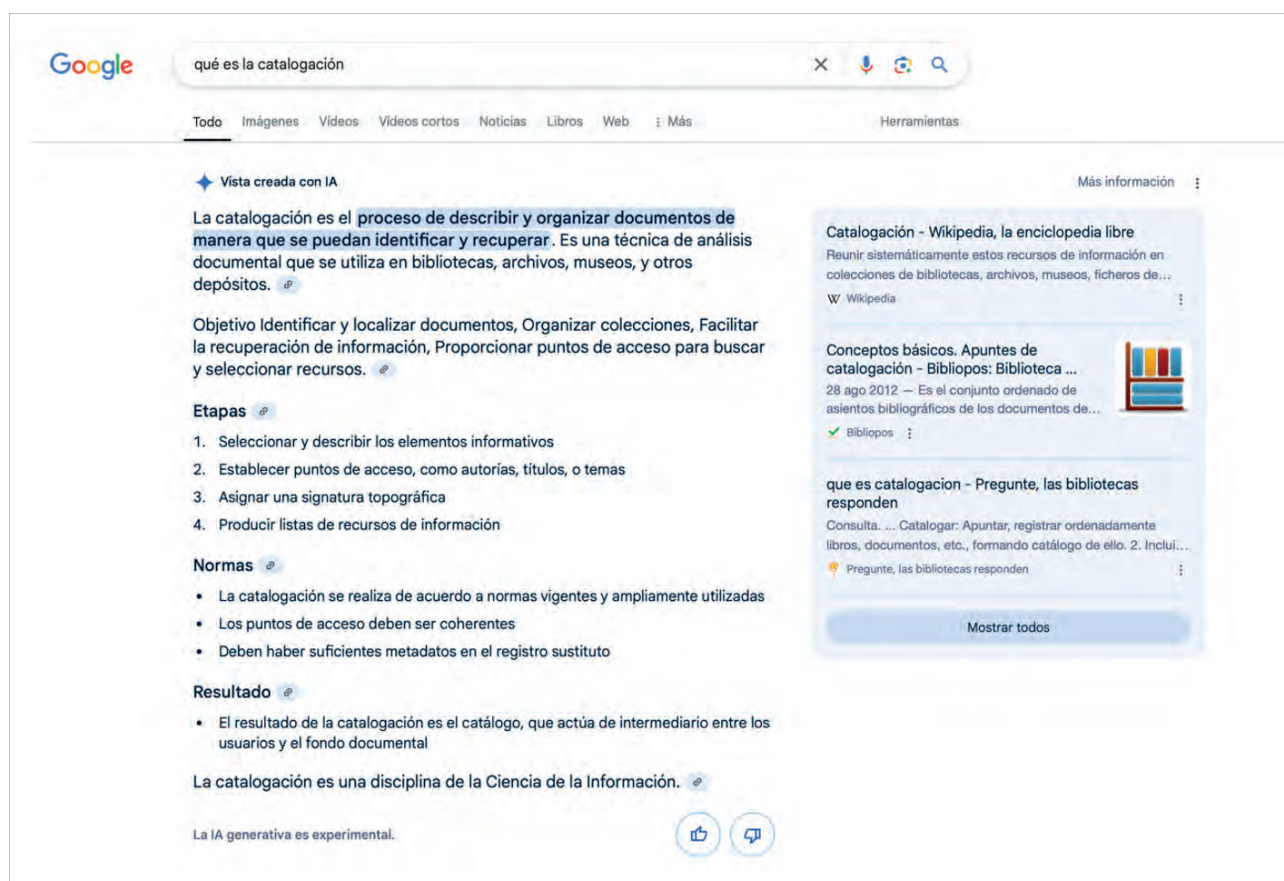 Google
qué es la catalogación
Todo Imágenes Vídeos Vídeos cortos Noticias Libros Web Más Herramientas
Vista creada con IA
La catalogación es el proceso de describir y organizar documentos de
manera que se puedan identificar y recuperar. Es una técnica de análisis
documental que se utiliza en bibliotecas, archivos, museos, y otros
depósitos.
Objetivo Identificar y localizar documentos, Organizar colecciones, Facilitar
la recuperación de información, Proporcionar puntos de acceso para buscar
y seleccionar recursos.
Etapas
1. Seleccionar y describir los elementos informativos
2. Establecer puntos de acceso, como autorías, títulos, o temas
3. Asignar una signatura topográfica
4. Producir listas de recursos de información
Normas
• La catalogación se realiza de acuerdo a normas vigentes y ampliamente utilizadas
• Los puntos de acceso deben ser coherentes
• Deben haber suficientes metadatos en el registro sustituto
Resultado
• El resultado de la catalogación es el catálogo, que actúa de intermediario entre los
usuarios y el fondo documental
La catalogación es una disciplina de la Ciencia de la Información.
La IA generativa es experimental.
Más información
Catalogación - Wikipedia, la enciclopedia libre
Reunir sistemáticamente estos recursos de información en
colecciones de bibliotecas, archivos, museos, ficheros de...
W Wikipedia
Conceptos básicos. Apuntes de
catalogación - Bibliopos: Biblioteca ...
28 ago 2012 — Es el conjunto ordenado de
asientos bibliográficos de los documentos de...
Bibliopos
que es catalogacion - Pregunte, las bibliotecas
responden
Consulta. ... Catalogar: Apuntar, registrar ordenadamente
libros, documentos, etc., formando catálogo de ello. 2. Inclui...
Pregunte, las bibliotecas responden
Mostrar todos